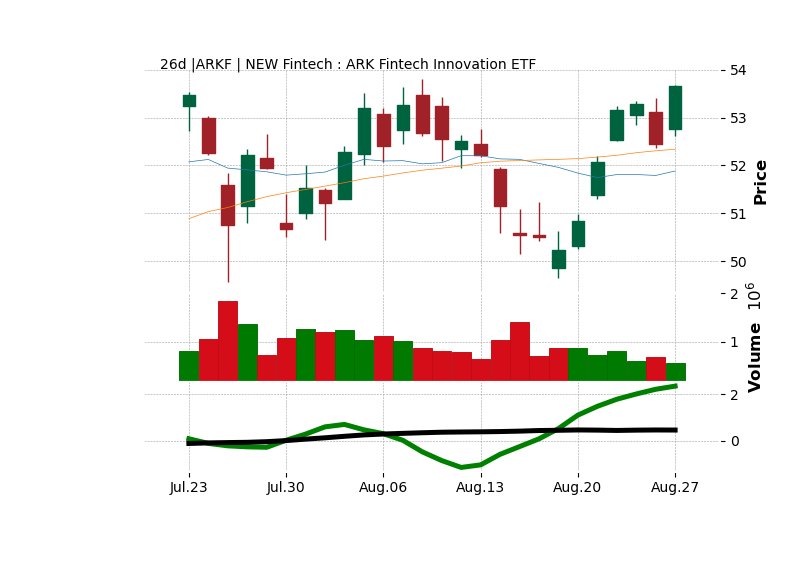 26d |ARKF | NEW Fintech : ARK Fintech Innovation ETF
54
53
52
51
50
Price
2
1
Volume 10^6
2
0
Jul.23 Jul.30 Aug.06 Aug.13 Aug.20 Aug.27